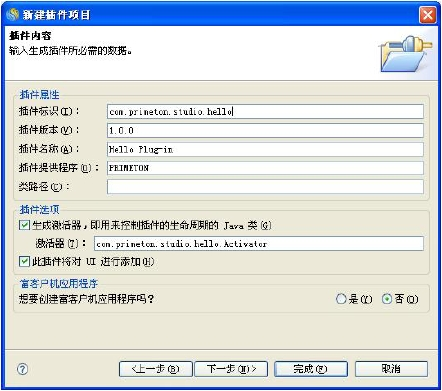 新建插件项目
插件内容
输入生成插件所必需的数据。
插件属性
插件标识(I)： com.primeton.studio.hello
插件版本(V)： 1.0.0
插件名称(A)： Hello Plug-in
插件提供程序(O)： PRIMETON
类路径(C)：
插件选项
生成激活器，即用来控制插件的生命周期的 Java 类(G)
激活器(T)： com.primeton.studio.hello.Activator
此插件将对 UI 进行添加(H)
富客户机应用程序
想要创建富客户机应用程序吗？ 是(Y) 否(O)
? <上一步(B) 下一步(N)> 完成(F) 取消